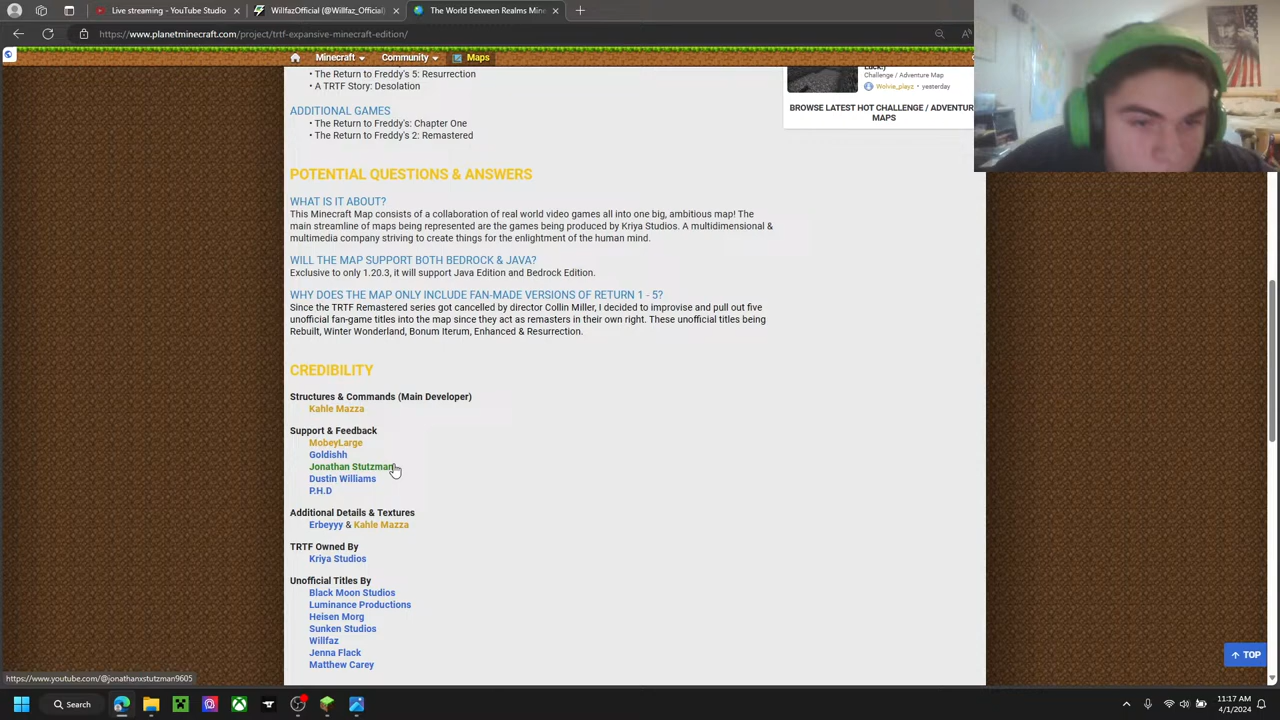 (4) YouTube Studio
(4) YouTube
The World
https://www.planetminecraft.com/project/trtf-expansive-edition/
Minecraft
Community
Maps
• The Return to Freddy's 5: Resurrection
• A TRTF Story: Desolation
ADDITIONAL GAMES
• The Return to Freddy's: Chapter One
• The Return to Freddy's 2: Remastered
Luck!)
Challenge / Adventure Map
Wolvie_playz • yesterday
BROWSE LATEST HOT CHALLENGE / ADVENTURE
MAPS
POTENTIAL QUESTIONS & ANSWERS
WHAT IS IT ABOUT?
This Minecraft Map consists of a collaboration of real world video games all into one big, ambitious map! The
main streamline of maps being represented are the games being produced by Kriya Studios. A multidimensional &
multimedia company striving to create things for the enlightment of the human mind.
WILL THE MAP SUPPORT BOTH BEDROCK & JAVA?
Exclusive to only 1.20.3, it will support Java Edition and Bedrock Edition.
WHY DOES THE MAP ONLY INCLUDE FAN-MADE VERSIONS OF RETURN 1 - 5?
Since the TRTF Remastered series got cancelled by director Collin Miller, I decided to improvise and pull out five
unofficial fan-game titles into the map since they act as remasters in their own right. These unofficial titles being
Rebuilt, Winter Wonderland, Bonum Iterum, Enhanced & Resurrection.
CREDIBILITY
Structures & Commands (Main Developer)
Kahle Mazza
Support & Feedback
MobeyLarge
Goldishh
Jonathan Stutzman
Dustin Williams
P.H.D
Additional Details & Textures
Erbeyyy & Kahle Mazza
TRTF Owned By
Kriya Studios
Unofficial Titles By
Black Moon Studios
Luminance Productions
Heisen Morg
Sunken Studios
Willfaz
Jenna Flack
Matthew Carey
TOP
https://www.youtube.com/@jonathanxstutzman9605
Search
11:17 AM
4/1/2024